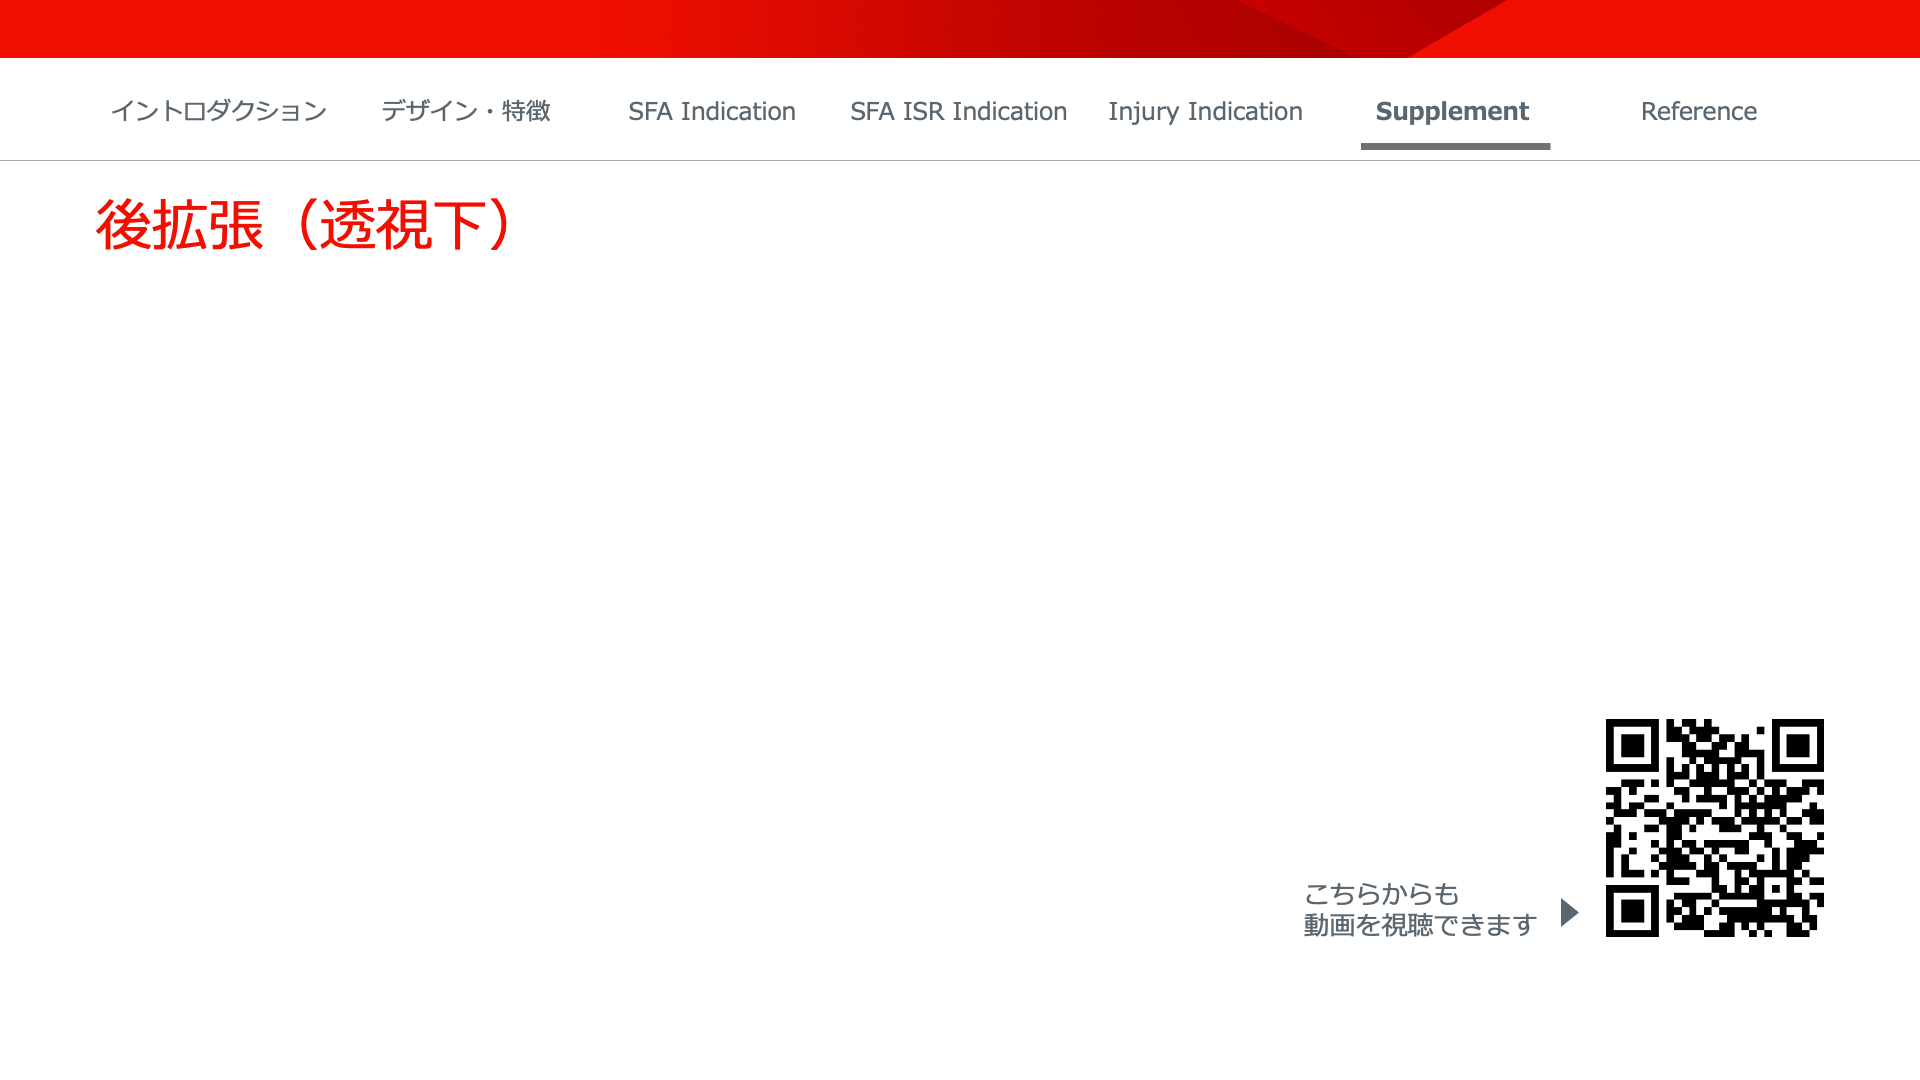 イントロダクション
デザイン・特徴
SFA Indication
SFA ISR Indication
Injury Indication
Supplement
Reference
後拡張（透視下）
こちらからも
動画を視聴できます